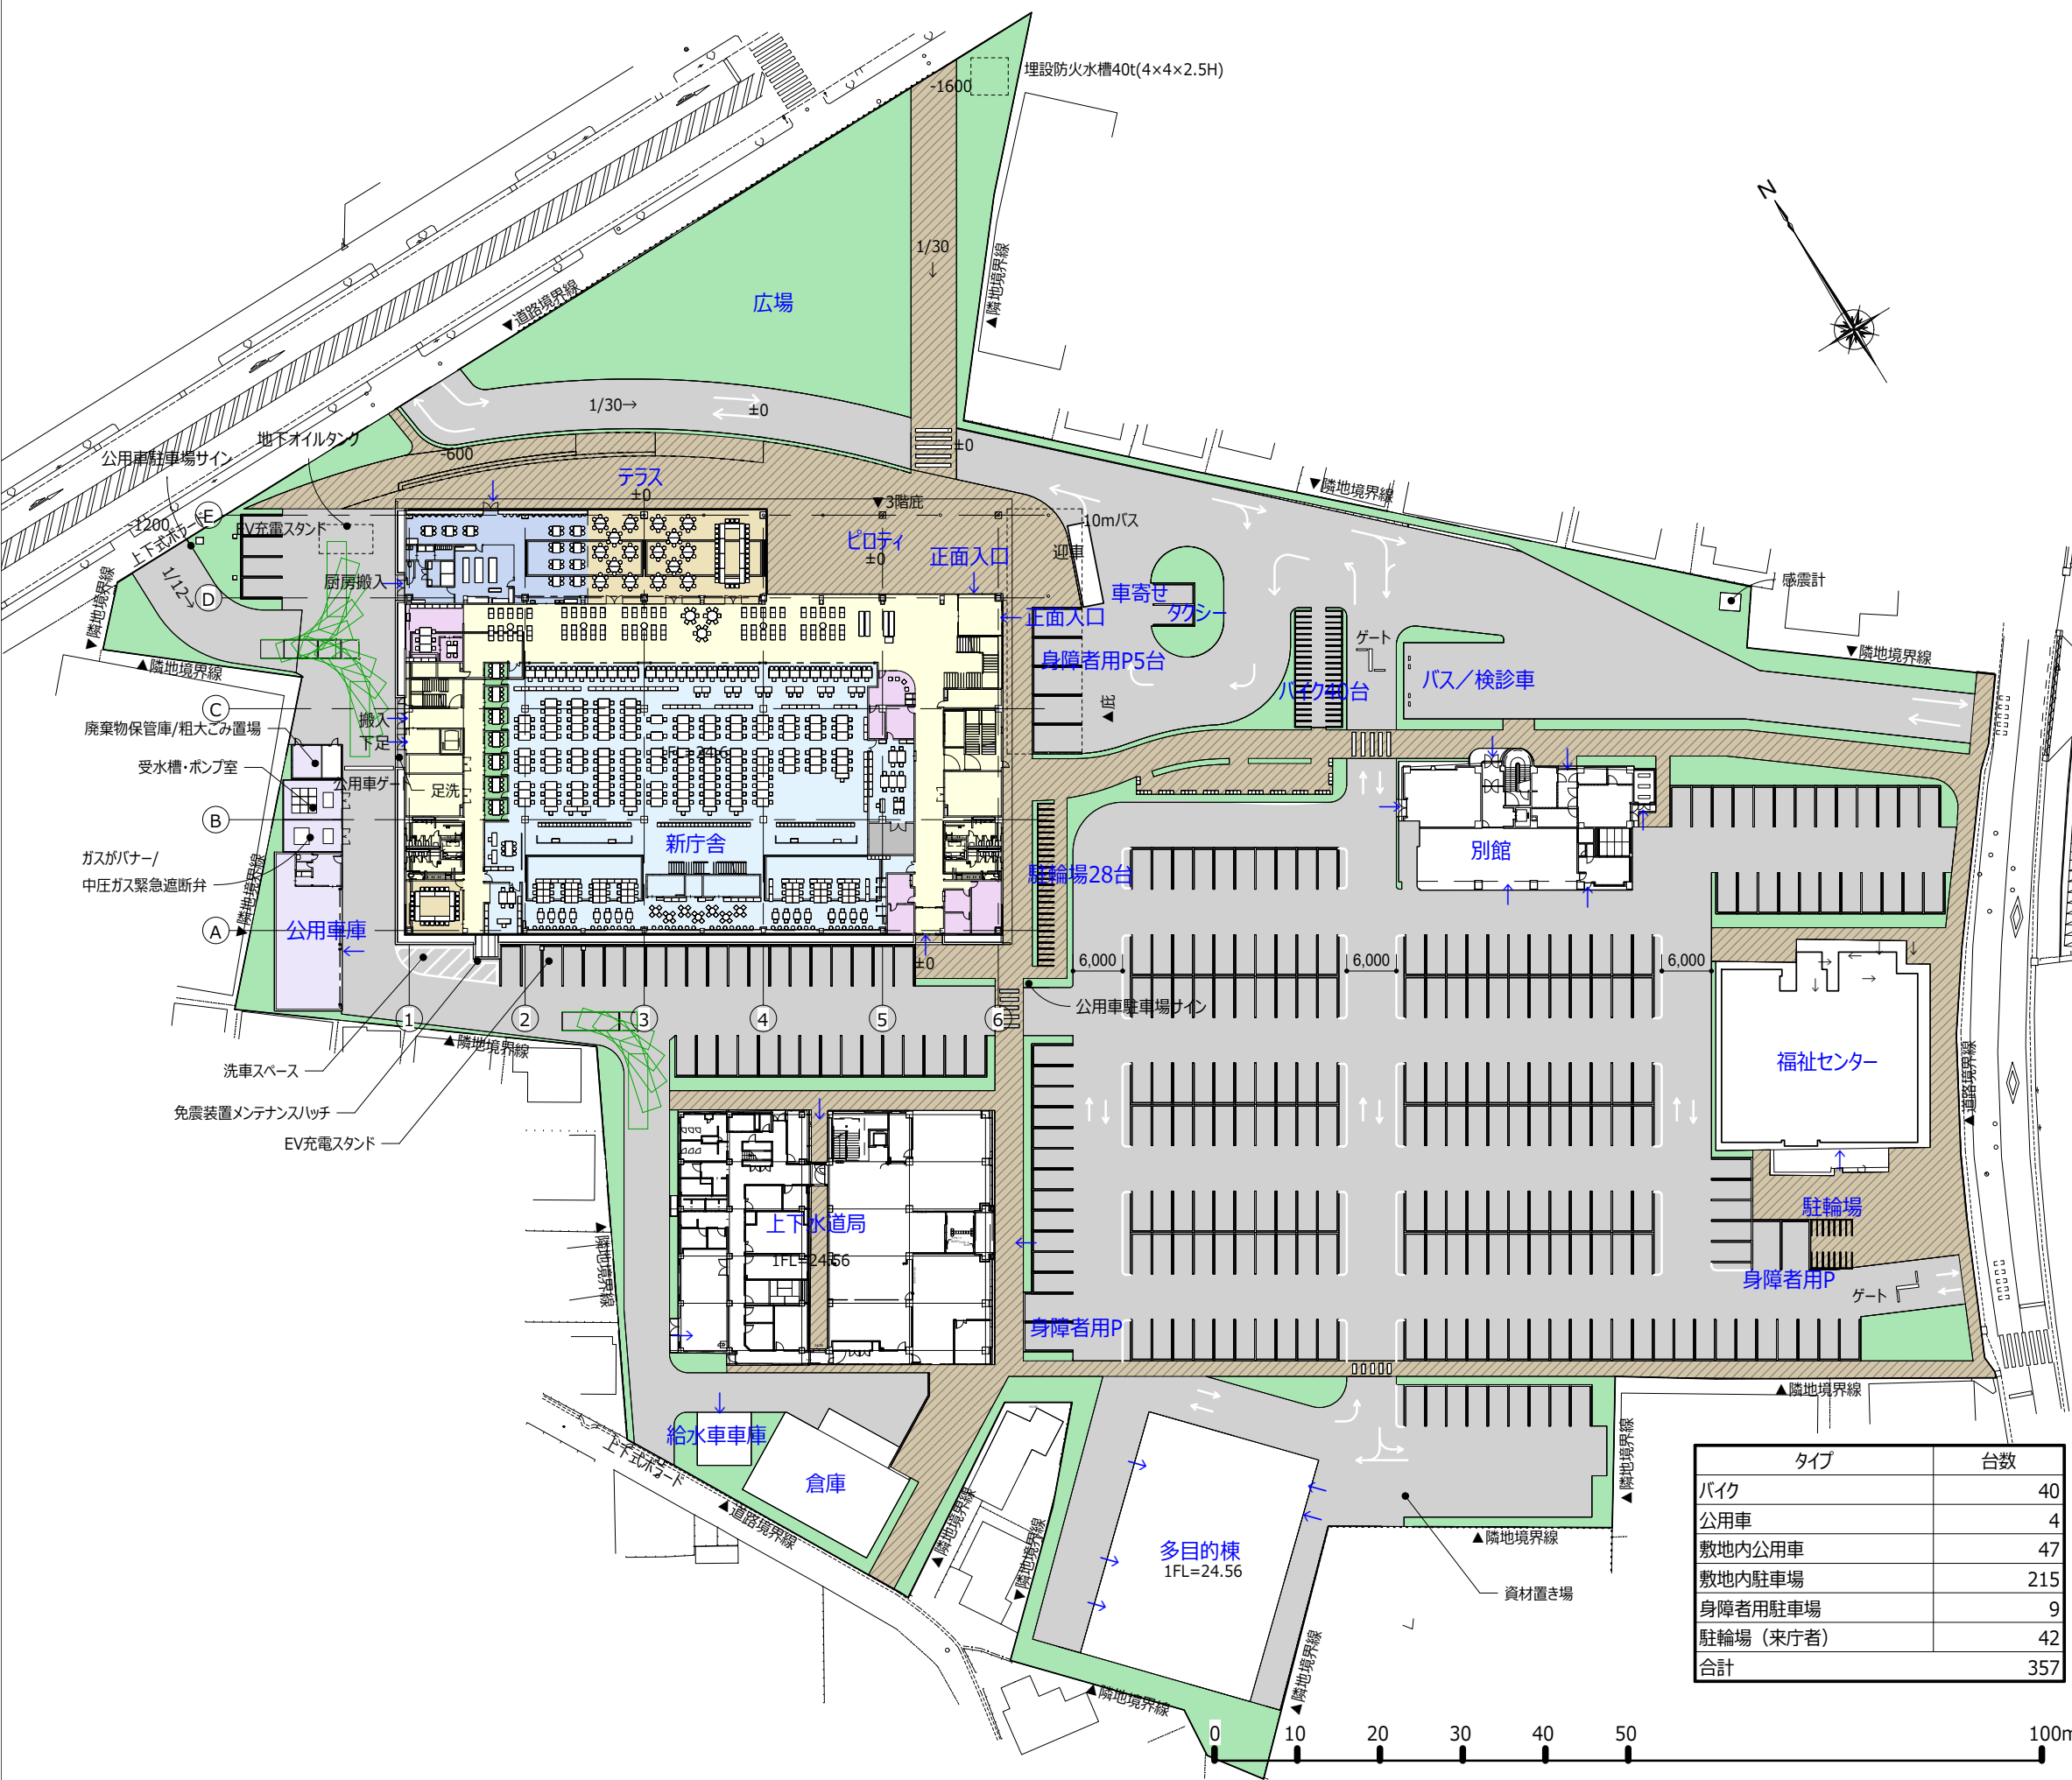 埋設防火水槽40t(4×4×2.5H)
-1600
N
1/30
↓
▲隣地境界線
▼道路境界線
広場
1/30→
±0
±0
地下オイルタンク
公用車駐車場サイン
-600
テラス
±0
▼3階庇
▼隣地境界線
E
-1200
EV充電スタンド
上下式ボラード
ピロティ
±0
正面入口
10mバス
迎車
感震計
1/12→
D
厨房搬入
車寄せ
タクシー
正面入口
ゲート
▼隣地境界線
▼隣地境界線
▲隣地境界線
身障者用P5台
バイク40台
バス／検診車
▲庇
C
搬入
廃棄物保管庫/粗大ごみ置場
下足
受水槽・ポンプ室
公用車ゲート
足洗
B
新庁舎
別館
ガスガバナー/
中圧ガス緊急遮断弁
▼隣地境界線
駐輪場28台
A
公用車庫
±0
6,000
6,000
6,000
公用車駐車場サイン
1
2
3
4
5
6
▲隣地境界線
洗車スペース
免震装置メンテナンスハッチ
EV充電スタンド
福祉センター
▲道路境界線
上下水道局
1FL=24.56
▲隣地境界線
駐輪場
身障者用P
ゲート
身障者用P
▲隣地境界線
給水車車庫
上下式ボラード
倉庫
▲道路境界線
▼隣地境界線
▼隣地境界線
▲隣地境界線
多目的棟
1FL=24.56
▲隣地境界線
資材置き場
▲隣地境界線
▲隣地境界線
タイプ 台数
バイク 40
公用車 4
敷地内公用車 47
敷地内駐車場 215
身障者用駐車場 9
駐輪場（来庁者） 42
合計 357
0 10 20 30 40 50 100m